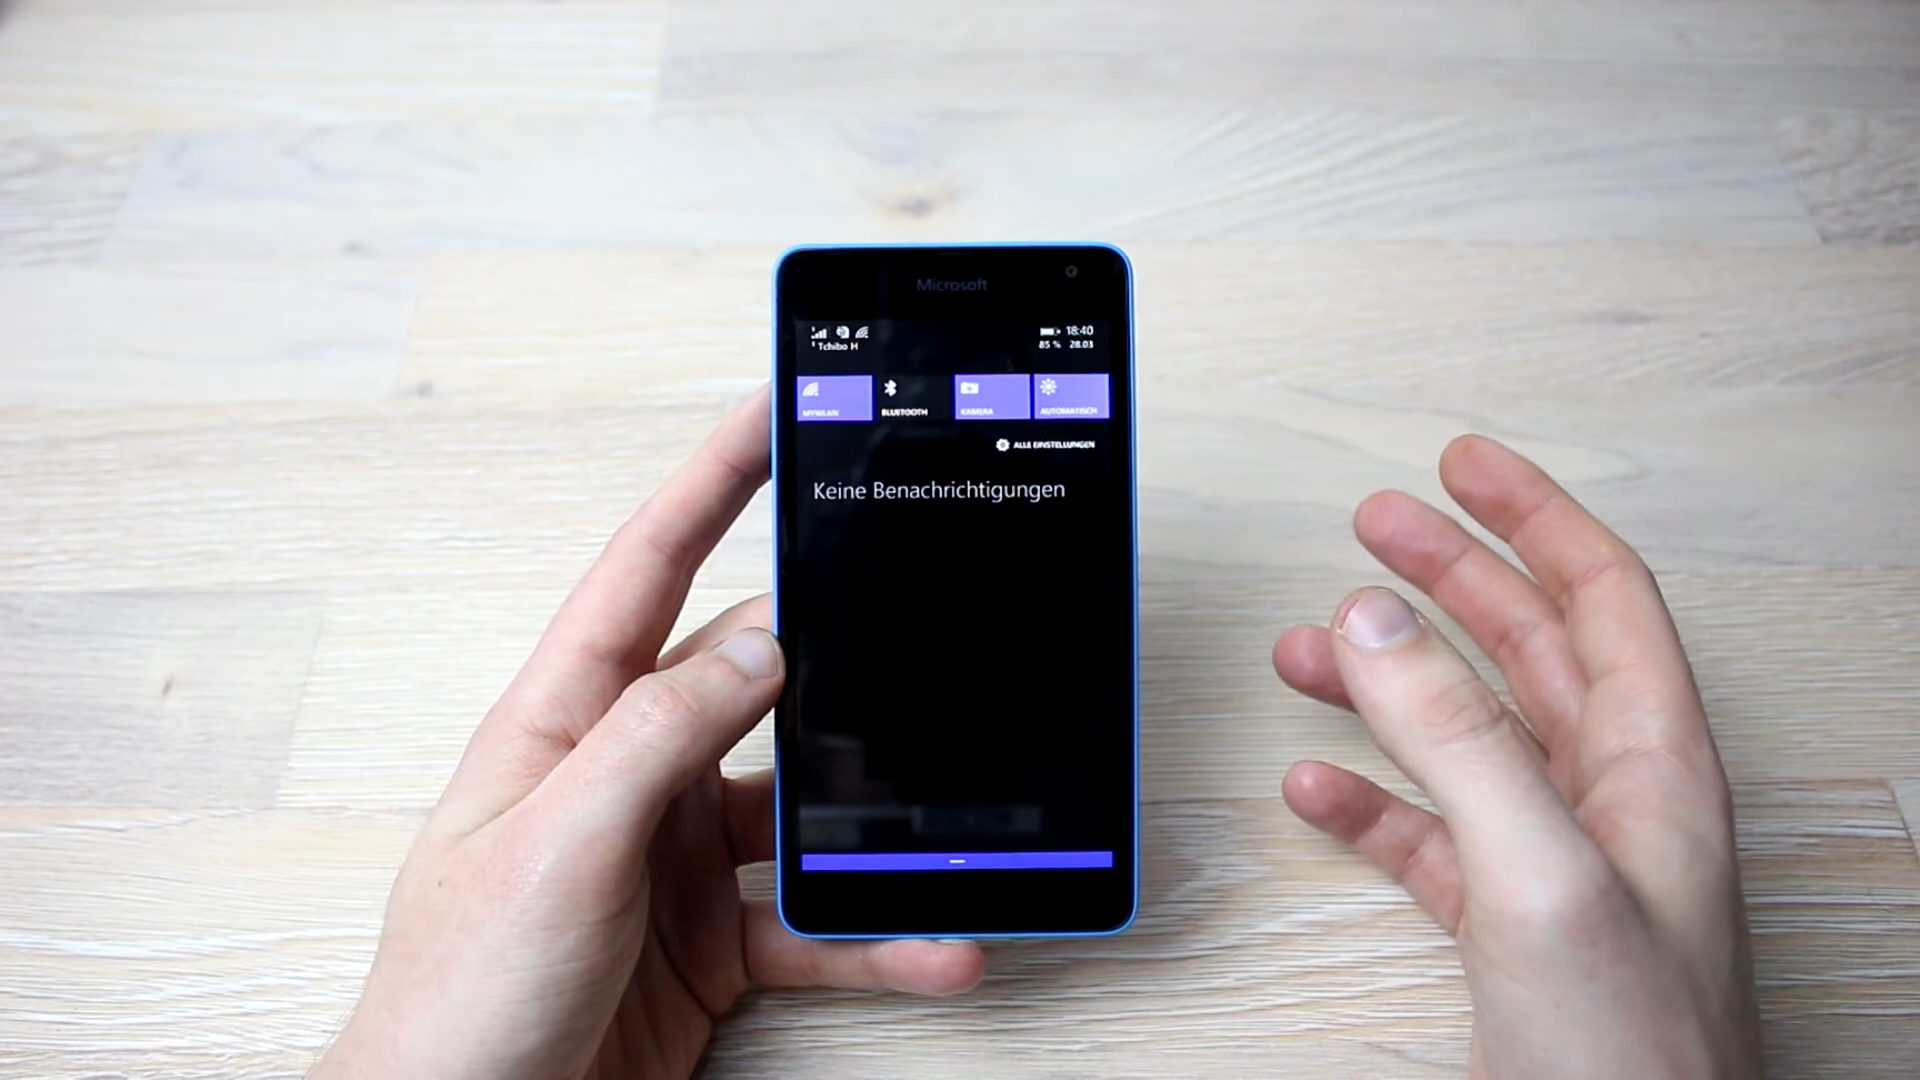 Microsoft
18:40
Tchibo H
85 % 28.03
MYWLAN
BLUETOOTH
KAMERA
AUTOMATISCH
ALLE EINSTELLUNGEN
Keine Benachrichtigungen